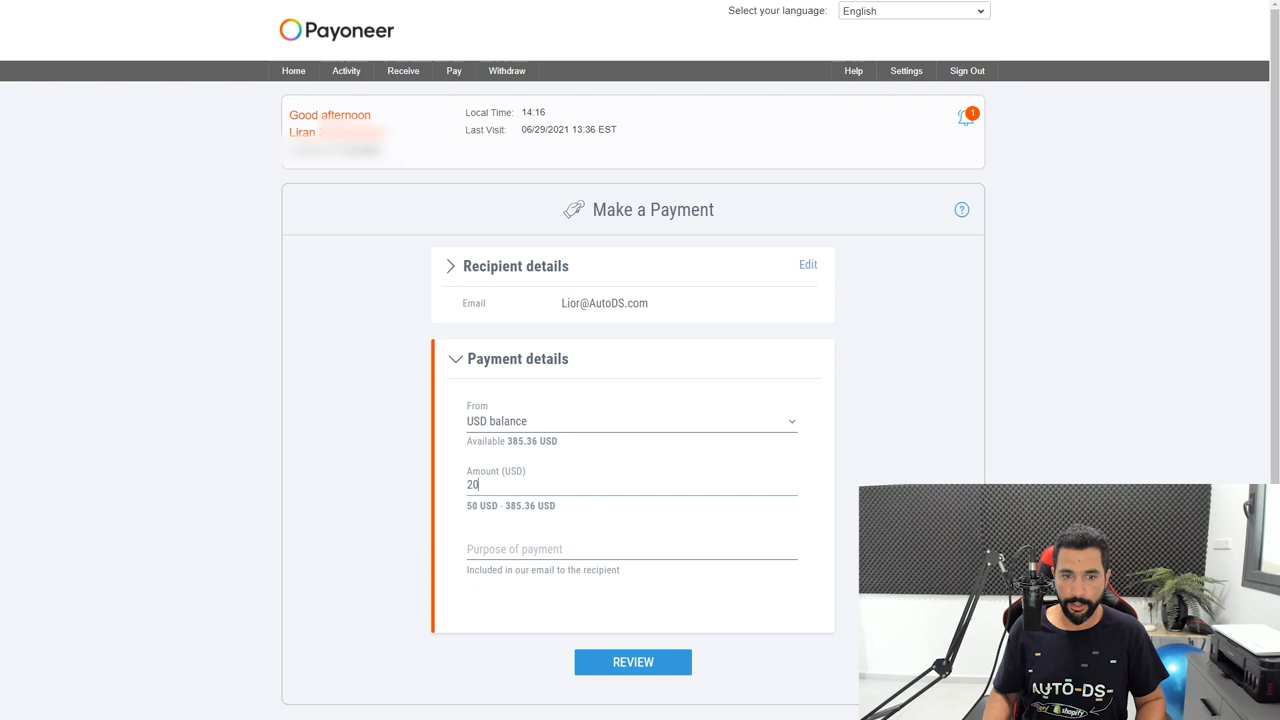 Select your language: English
Payoneer
Home Activity Receive Pay Withdraw Help Settings Sign Out
Good afternoon
Liran
Local Time: 14:16
Last Visit: 06/29/2021 13:36 EST
1
Make a Payment
?
Recipient details
Edit
Email Lior@AutoDS.com
Payment details
From
USD balance
Available 385.36 USD
Amount (USD)
20
50 USD - 385.36 USD
Purpose of payment
Included in our email to the recipient
REVIEW
AUTO-DS-
shopify